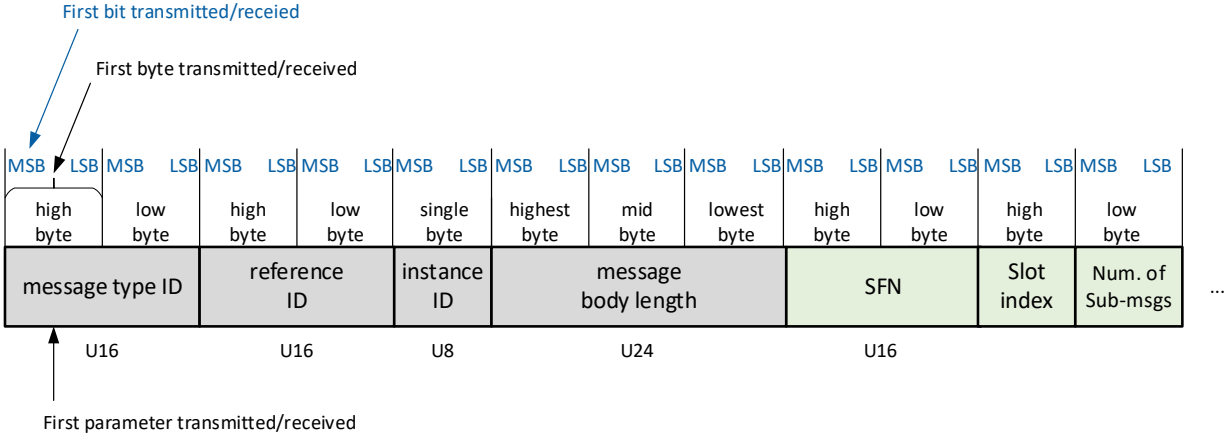 First bit transmitted/receied
First byte transmitted/received
MSB LSB MSB LSB MSB LSB MSB LSB MSB LSB MSB LSB MSB LSB MSB LSB MSB LSB MSB LSB MSB LSB MSB LSB
high low high low single highest mid lowest high low high low
byte byte byte byte byte byte byte byte byte byte byte byte
message type ID
reference
ID
instance
ID
message
body length
SFN
Slot
index
Num. of
Sub-msgs
...
U16 U16 U8 U24 U16
First parameter transmitted/received